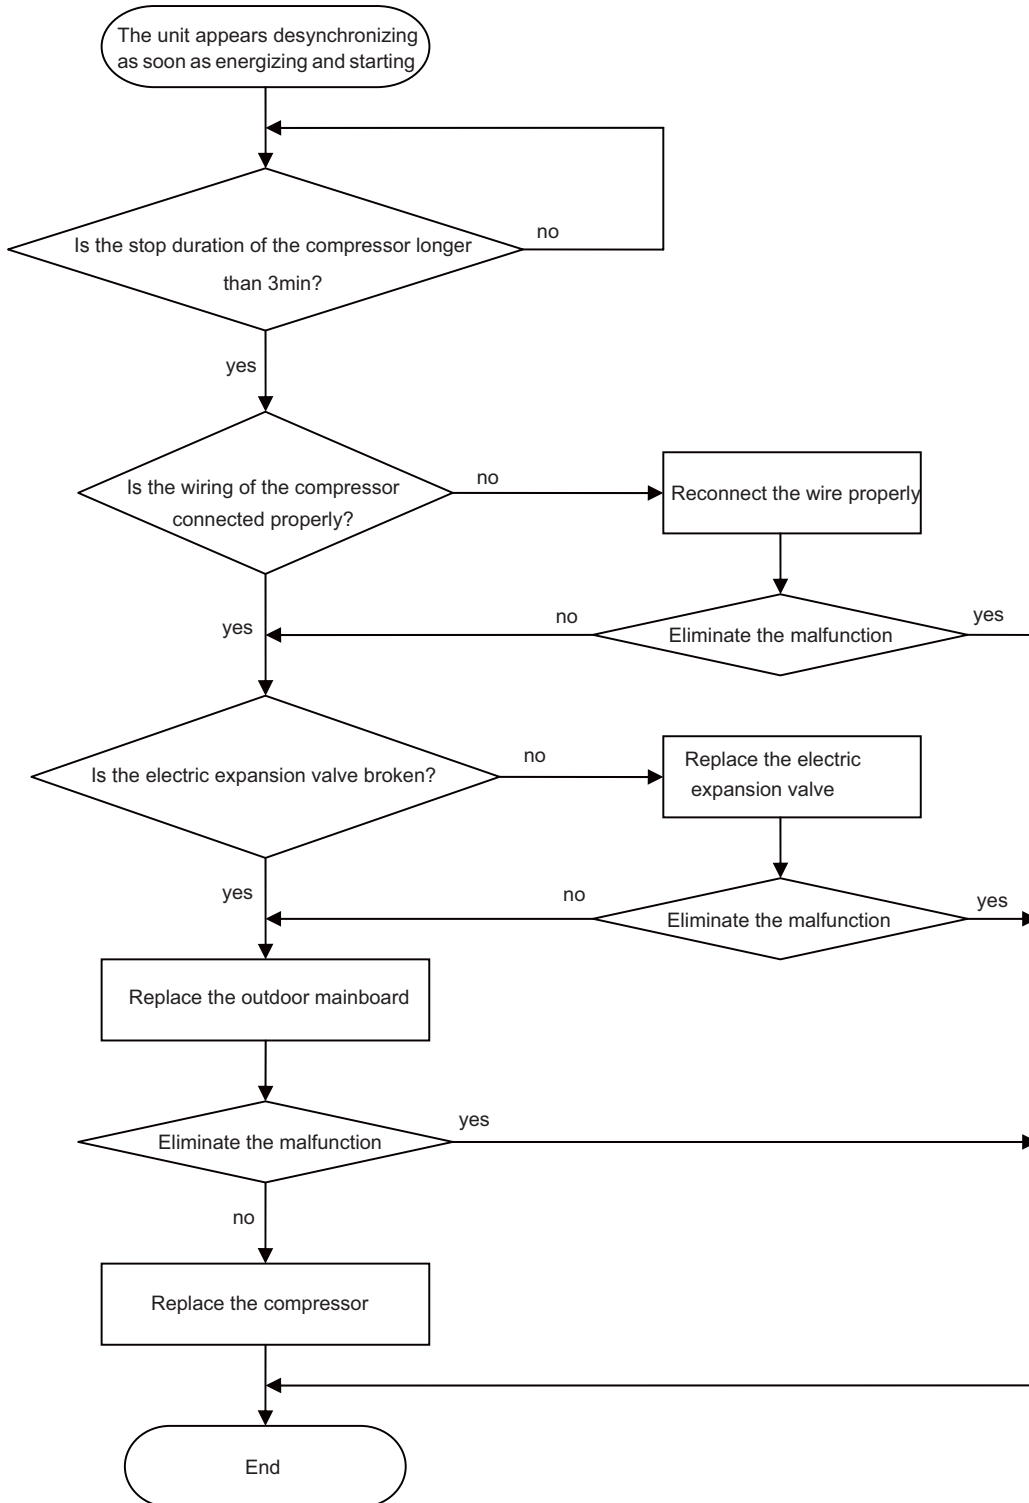 The unit appears desynchronizing
as soon as energizing and starting
Is the stop duration of the compressor longer
than 3min?
no
yes
Is the wiring of the compressor
connected properly?
no
Reconnect the wire properly
yes
no
Eliminate the malfunction
yes
Is the electric expansion valve broken?
no
Replace the electric
expansion valve
yes
no
Eliminate the malfunction
yes
Replace the outdoor mainboard
Eliminate the malfunction
yes
no
Replace the compressor
End